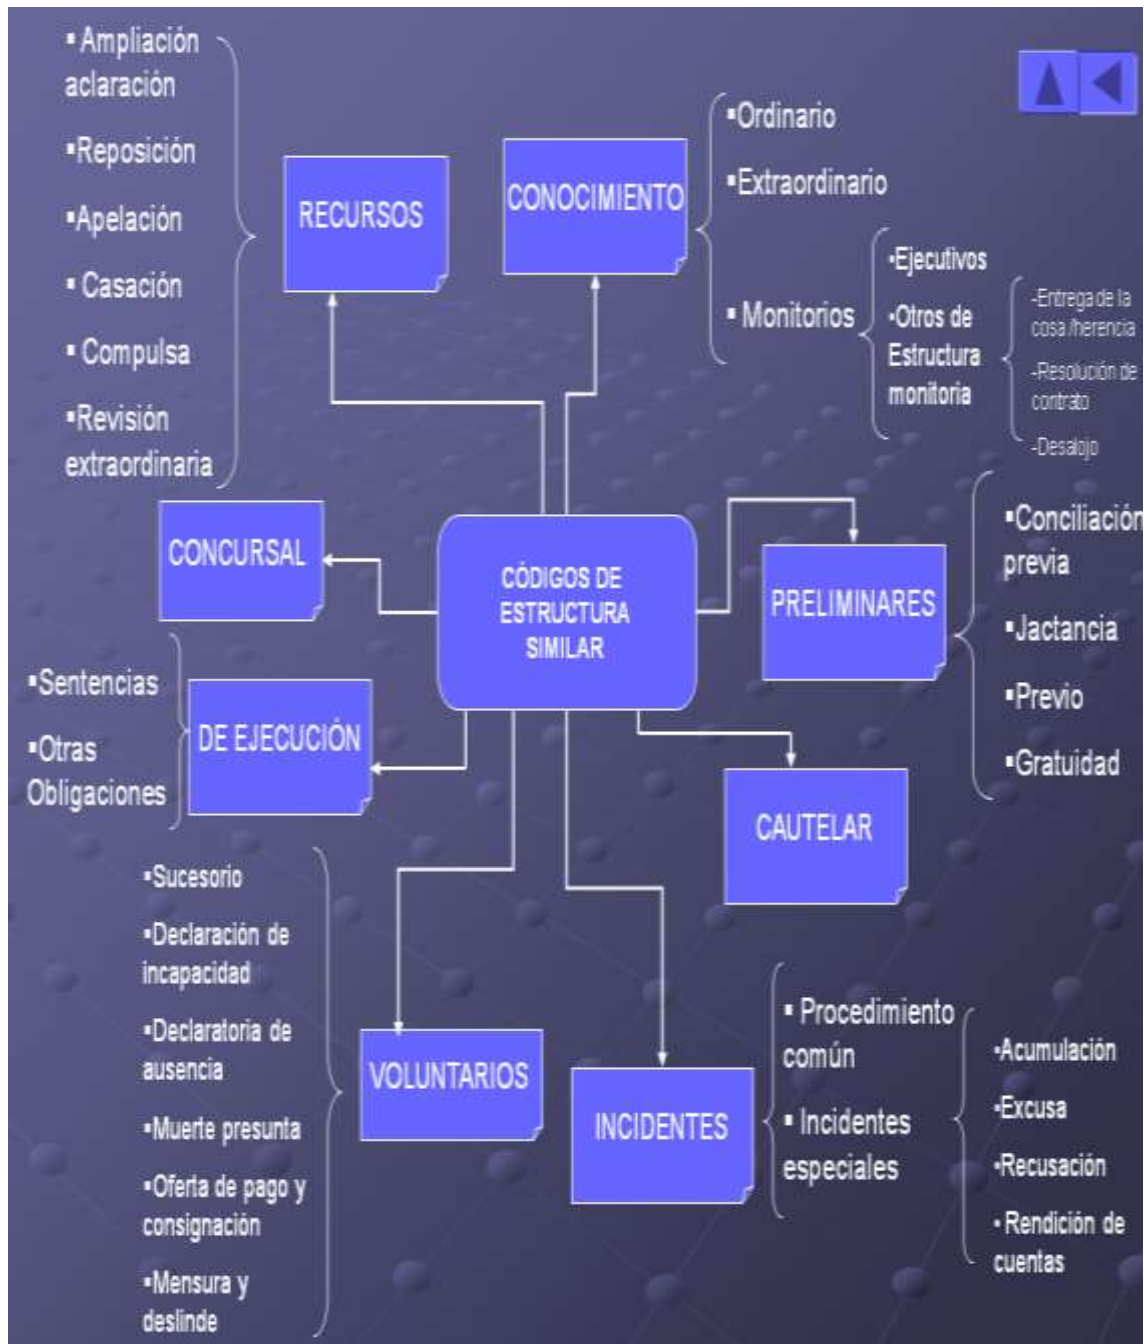 ▪ Ampliación
aclaración
▪Reposición
▪Apelación
▪ Casación
▪ Compulsa
▪Revisión
extraordinaria
RECURSOS
CONOCIMIENTO
▪Ordinario
▪Extraordinario
▪ Monitorios
▪Ejecutivos
▪Otros de
Estructura
monitoria
-Entrega de la
cosa /herencia
-Resolución de
contrato
-Desalojo
CONCURSAL
CÓDIGOS DE
ESTRUCTURA
SIMILAR
PRELIMINARES
▪Conciliación
previa
▪Jactancia
▪Previo
▪Gratuidad
▪Sentencias
▪Otras
Obligaciones
DE EJECUCIÓN
CAUTELAR
▪Sucesorio
▪Declaración de
incapacidad
▪Declaratoria de
ausencia
▪Muerte presunta
▪Oferta de pago y
consignación
▪Mensura y
deslinde
VOLUNTARIOS
INCIDENTES
▪ Procedimiento
común
▪ Incidentes
especiales
▪Acumulación
▪Excusa
▪Recusación
▪ Rendición de
cuentas